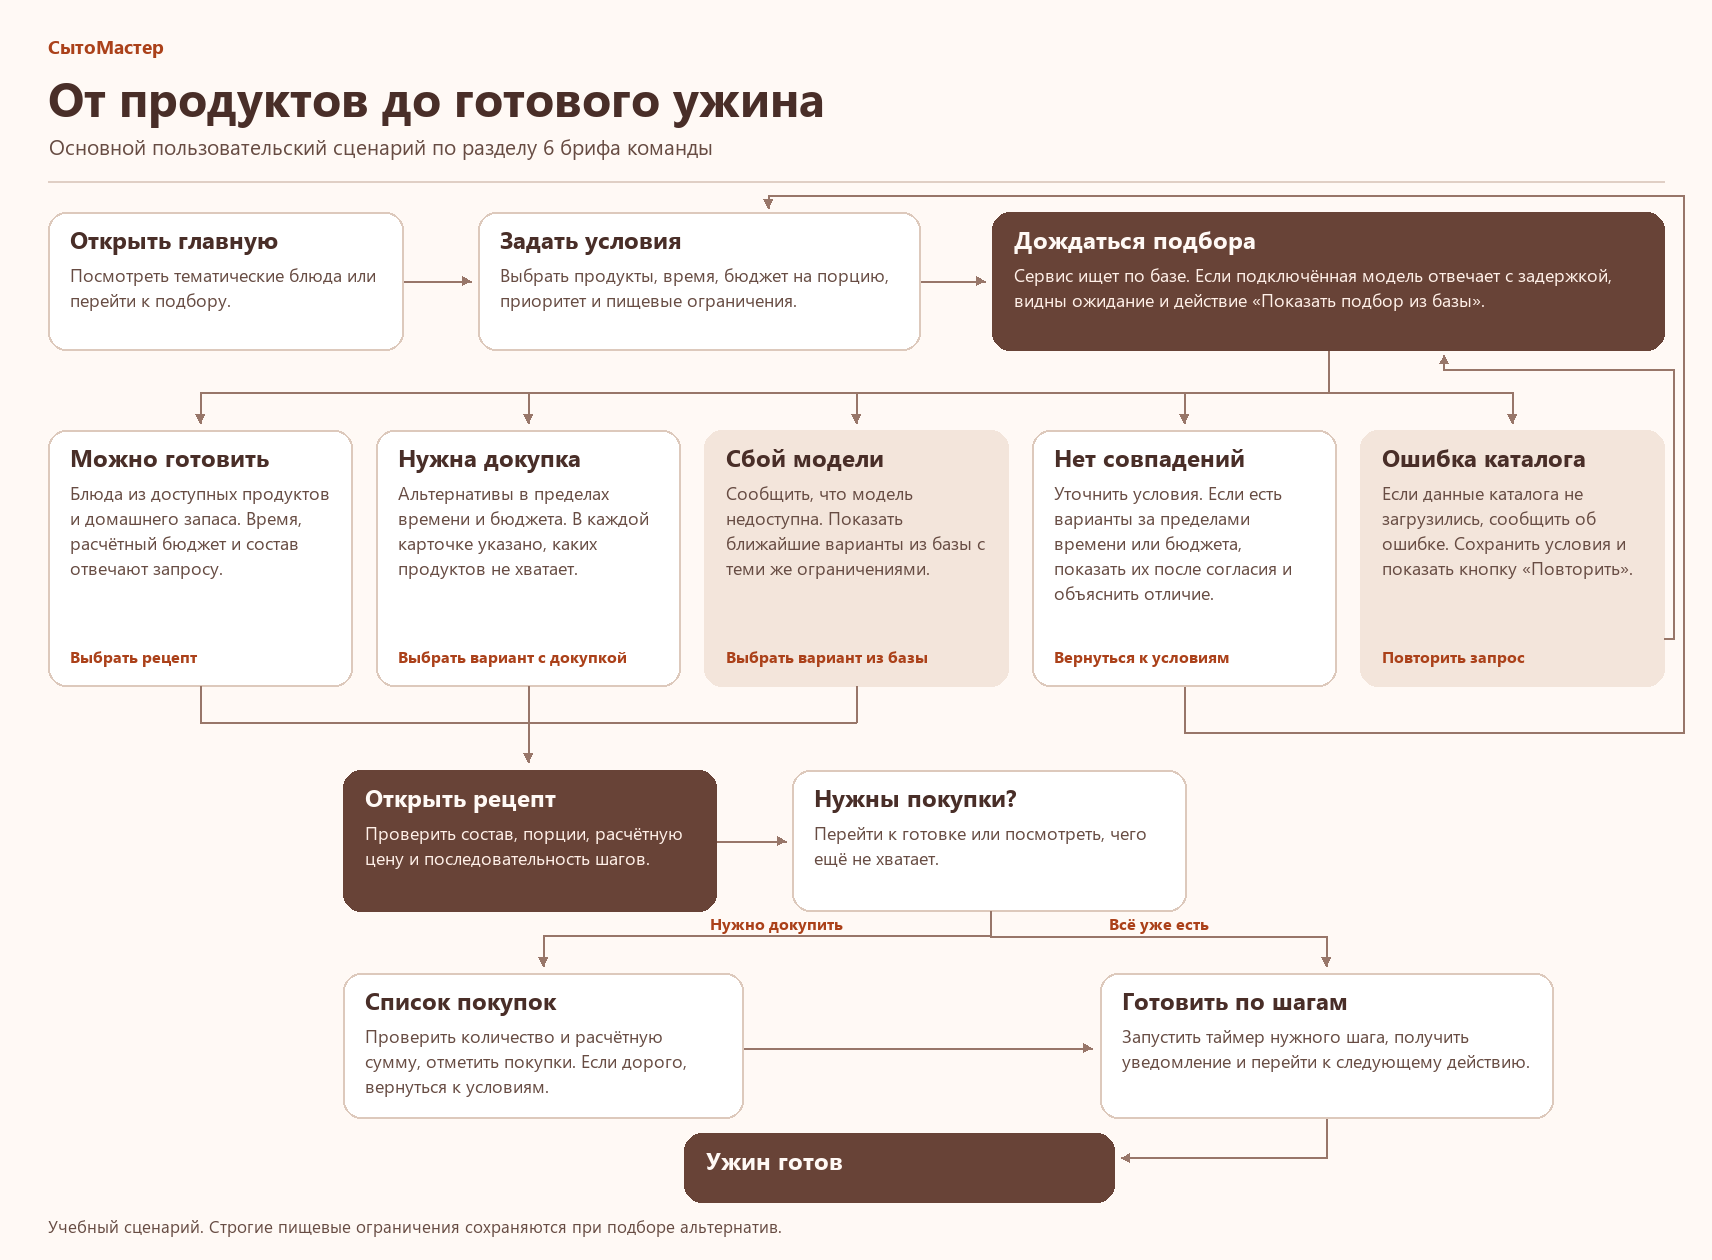 СытоМастер
От продуктов до готового ужина
Основной пользовательский сценарий по разделу 6 брифа команды
Открыть главную
Посмотреть тематические блюда или
перейти к подбору.
Задать условия
Выбрать продукты, время, бюджет на порцию,
приоритет и пищевые ограничения.
Дождаться подбора
Сервис ищет по базе. Если подключённая модель отвечает с задержкой,
видны ожидание и действие «Показать подбор из базы».
Можно готовить
Блюда из доступных продуктов
и домашнего запаса. Время,
расчётный бюджет и состав
отвечают запросу.
Выбрать рецепт
Нужна докупка
Альтернативы в пределах
времени и бюджета. В каждой
карточке указано, каких
продуктов не хватает.
Выбрать вариант с докупкой
Сбой модели
Сообщить, что модель
недоступна. Показать
ближайшие варианты из базы с
теми же ограничениями.
Выбрать вариант из базы
Нет совпадений
Уточнить условия. Если есть
варианты за пределами
времени или бюджета,
показать их после согласия и
объяснить отличие.
Вернуться к условиям
Ошибка каталога
Если данные каталога не
загрузились, сообщить об
ошибке. Сохранить условия и
показать кнопку «Повторить».
Повторить запрос
Открыть рецепт
Проверить состав, порции, расчётную
цену и последовательность шагов.
Нужны покупки?
Перейти к готовке или посмотреть, чего
ещё не хватает.
Нужно докупить
Всё уже есть
Список покупок
Проверить количество и расчётную
сумму, отметить покупки. Если дорого,
вернуться к условиям.
Готовить по шагам
Запустить таймер нужного шага, получить
уведомление и перейти к следующему действию.
Ужин готов
Учебный сценарий. Строгие пищевые ограничения сохраняются при подборе альтернатив.